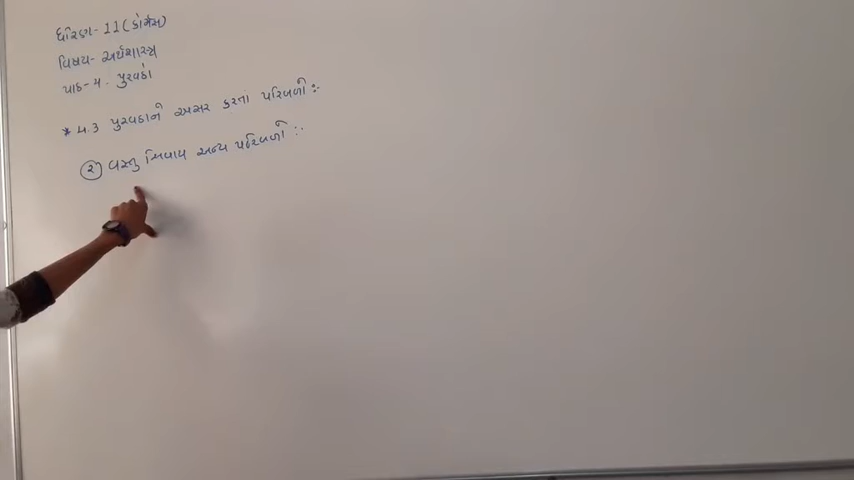 ધોરણ-11 (કોમર્સ)
વિષય- અર્થશાસ્ત્ર
પાઠ-4. પુરવઠો
* 4.3 પુરવઠાને અસર કરતાં પરિબળો :-
(૨) વસ્તુ સિવાય અન્ય પરિબળો :-